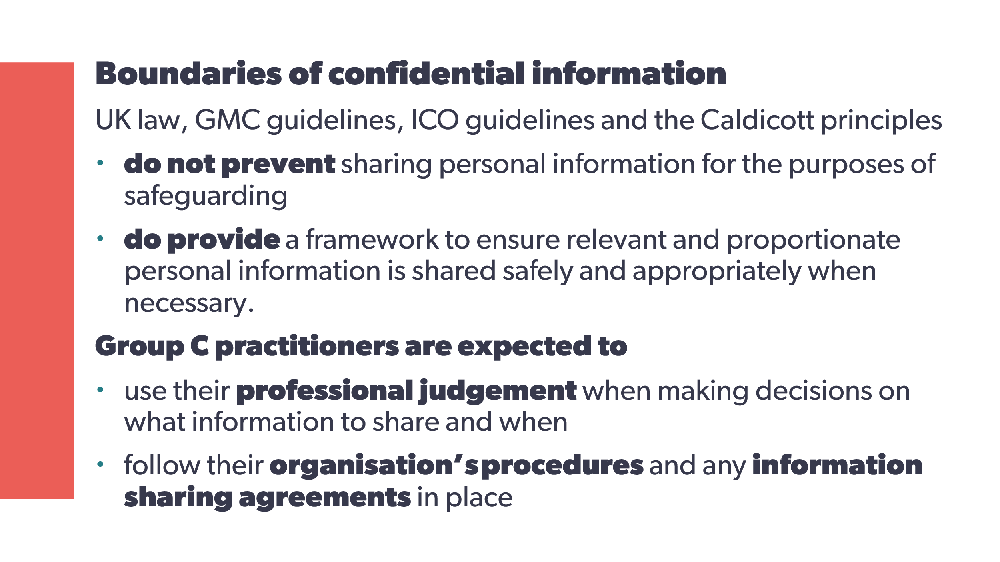 Boundaries of confidential information
UK law, GMC guidelines, ICO guidelines and the Caldicott principles
• do not prevent sharing personal information for the purposes of
safeguarding
• do provide a framework to ensure relevant and proportionate
personal information is shared safely and appropriately when
necessary.
Group C practitioners are expected to
• use their professional judgement when making decisions on
what information to share and when
• follow their organisation’s procedures and any information
sharing agreements in place